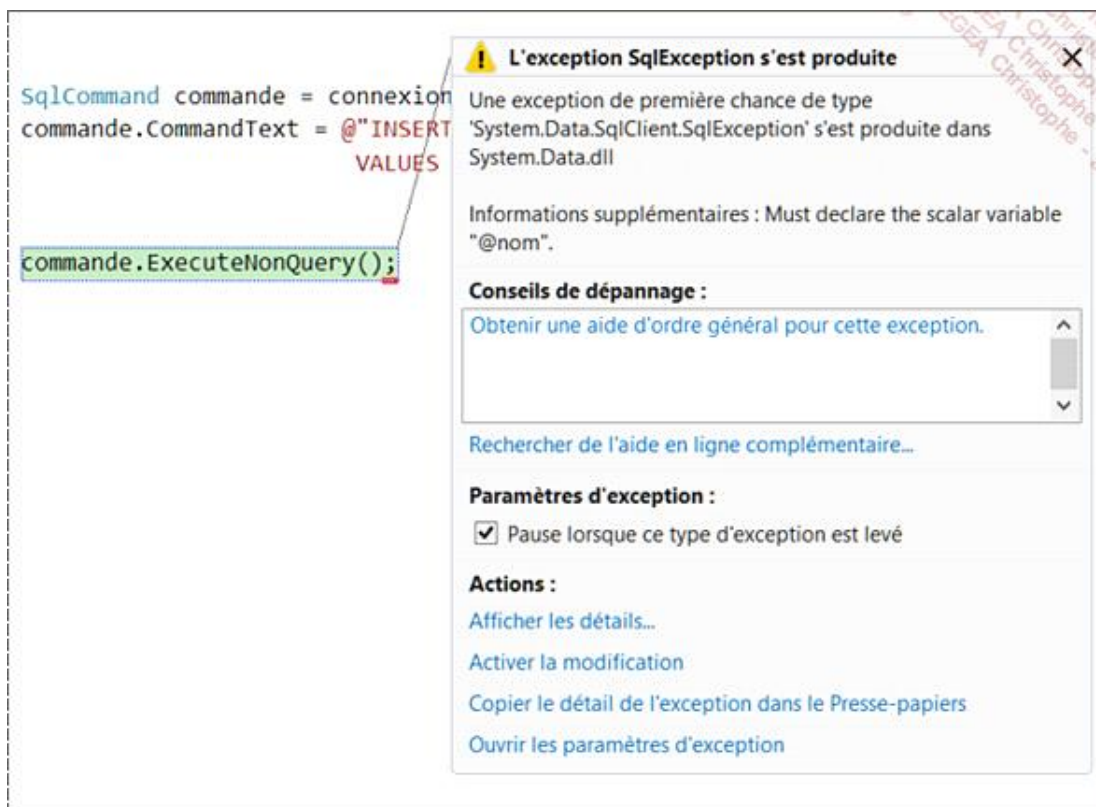 EGEA Christophe
L'exception SqlException s'est produite
SqlCommand commande = connexion
commande.CommandText = @"INSERT
VALUES
Une exception de première chance de type
'System.Data.SqlClient.SqlException' s'est produite dans
System.Data.dll
Informations supplémentaires : Must declare the scalar variable
"@nom".
commande.ExecuteNonQuery();
Conseils de dépannage :
Obtenir une aide d'ordre général pour cette exception.
Rechercher de l'aide en ligne complémentaire...
Paramètres d'exception :
Pause lorsque ce type d'exception est levé
Actions :
Afficher les détails...
Activer la modification
Copier le détail de l'exception dans le Presse-papiers
Ouvrir les paramètres d'exception